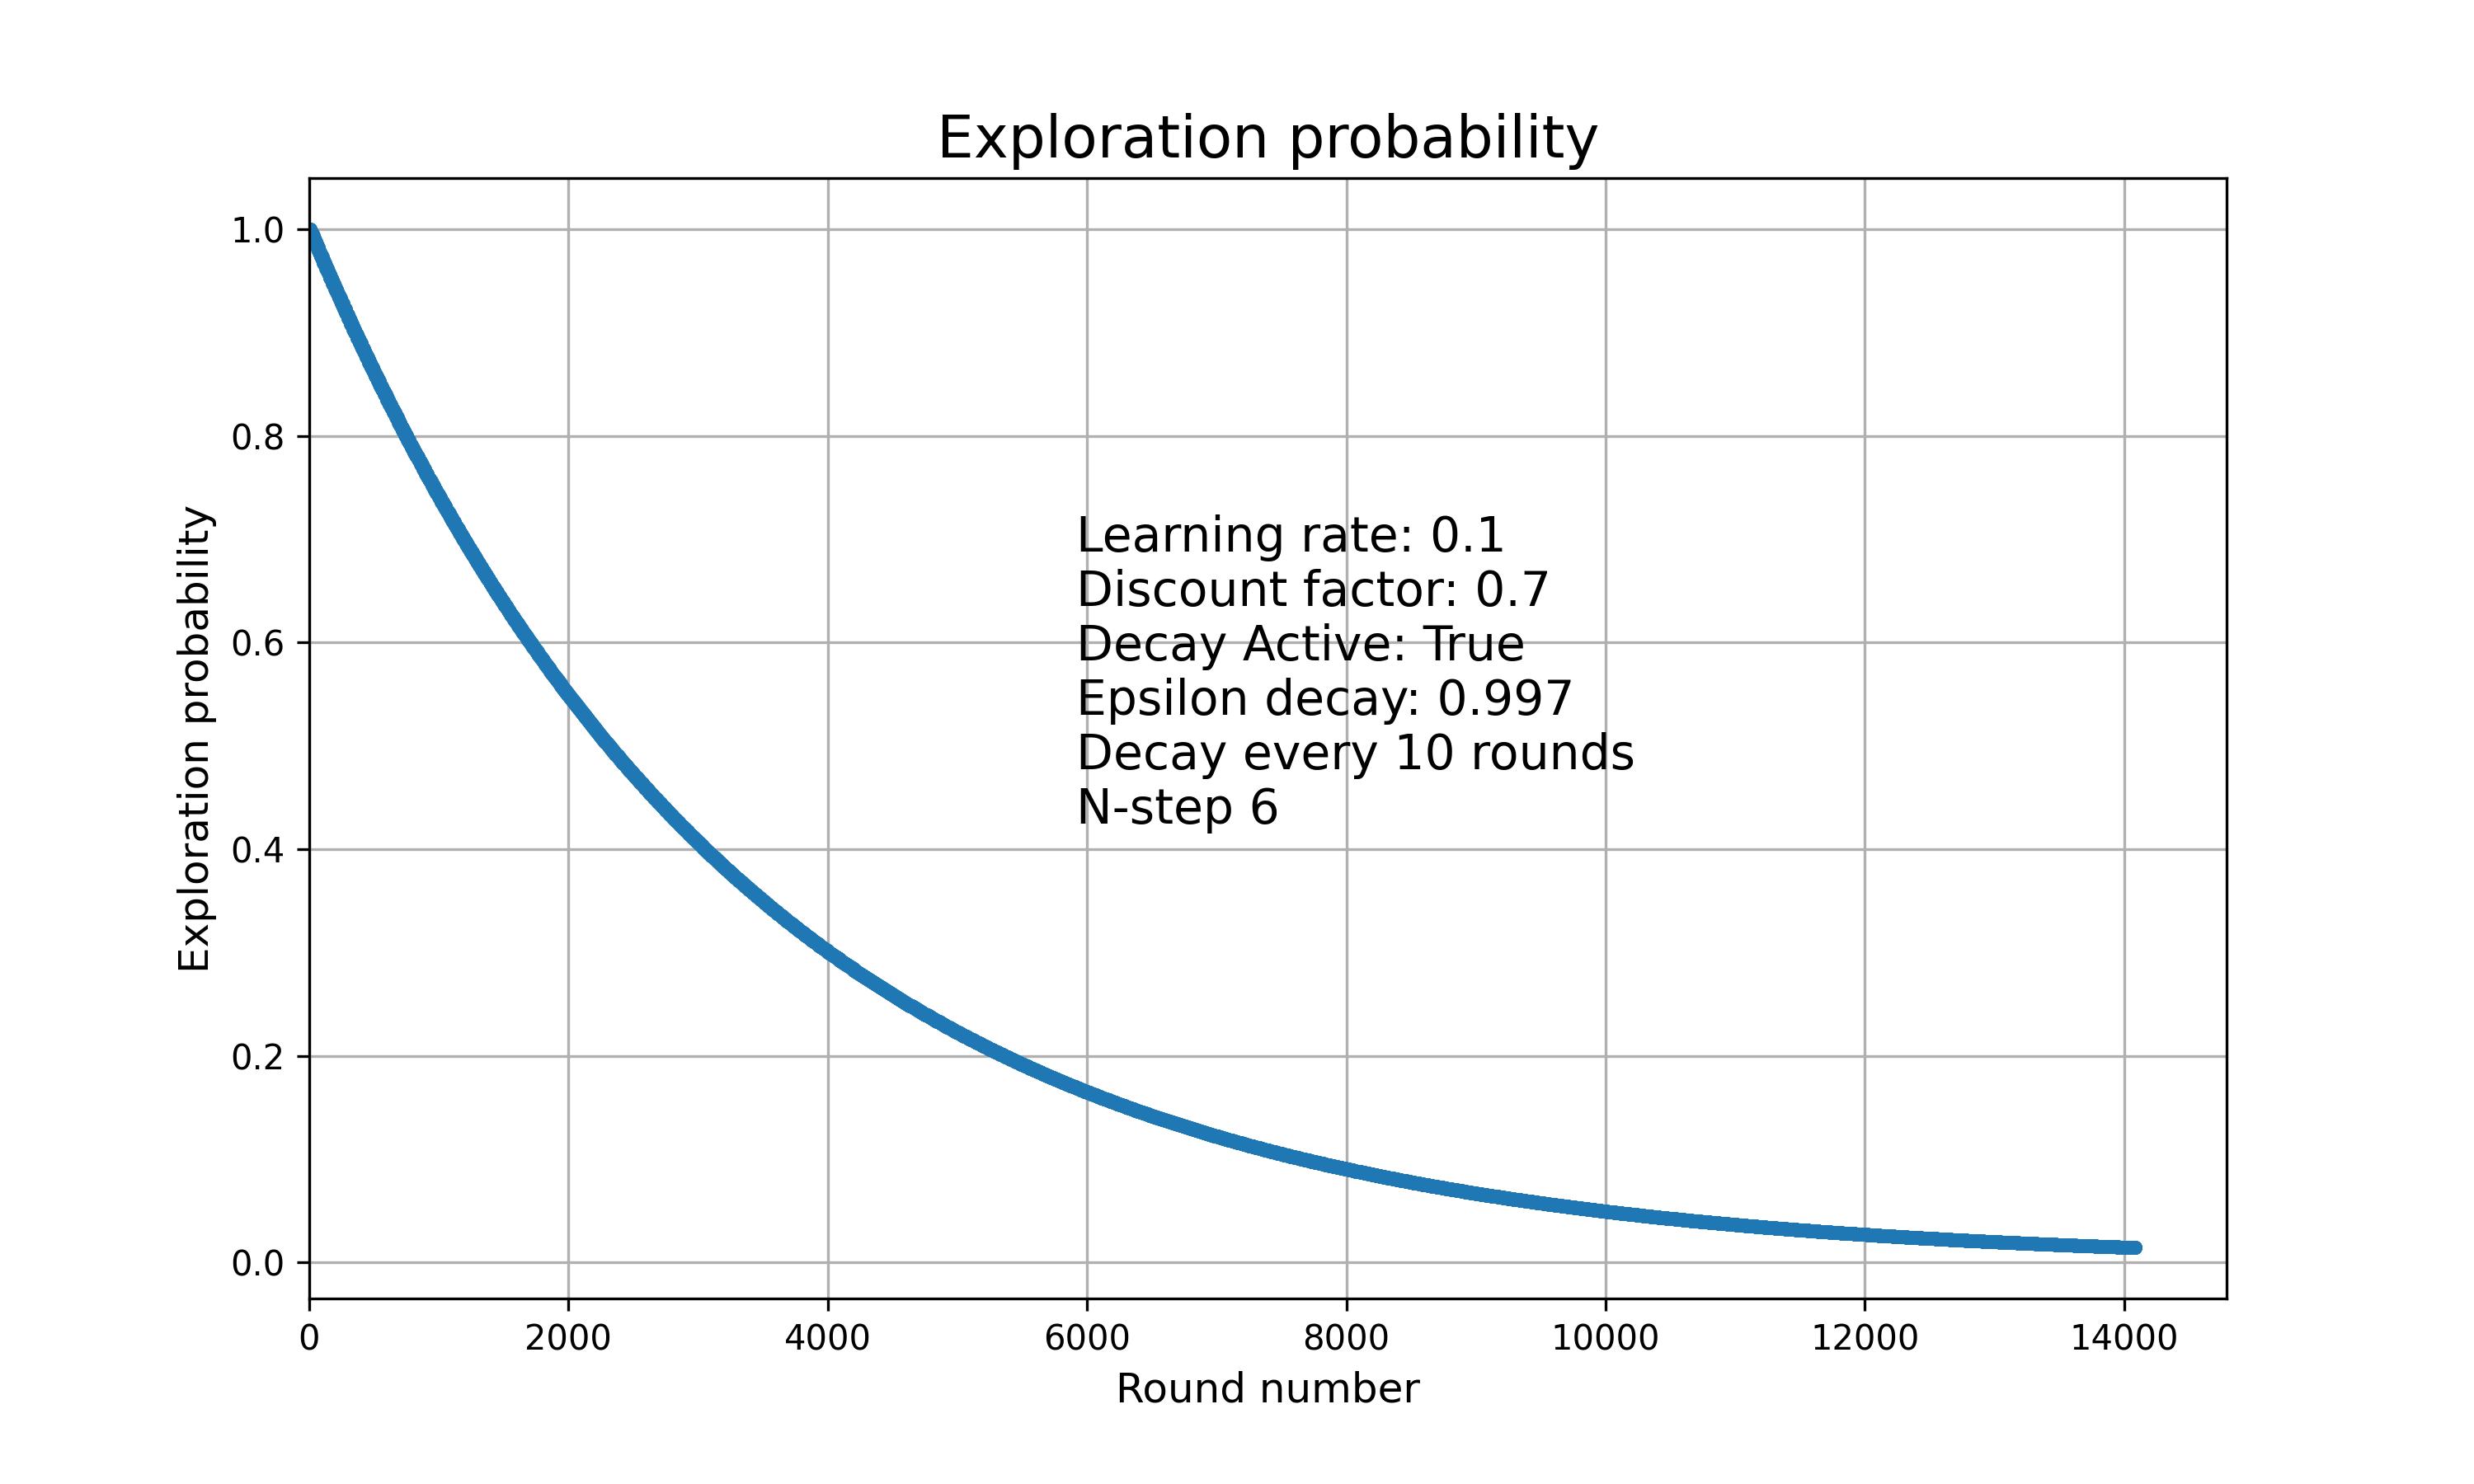 Exploration probability
Exploration probability
1.0
0.8
0.6
0.4
0.2
0.0
Learning rate: 0.1
Discount factor: 0.7
Decay Active: True
Epsilon decay: 0.997
Decay every 10 rounds
N-step 6
0 2000 4000 6000 8000 10000 12000 14000
Round number